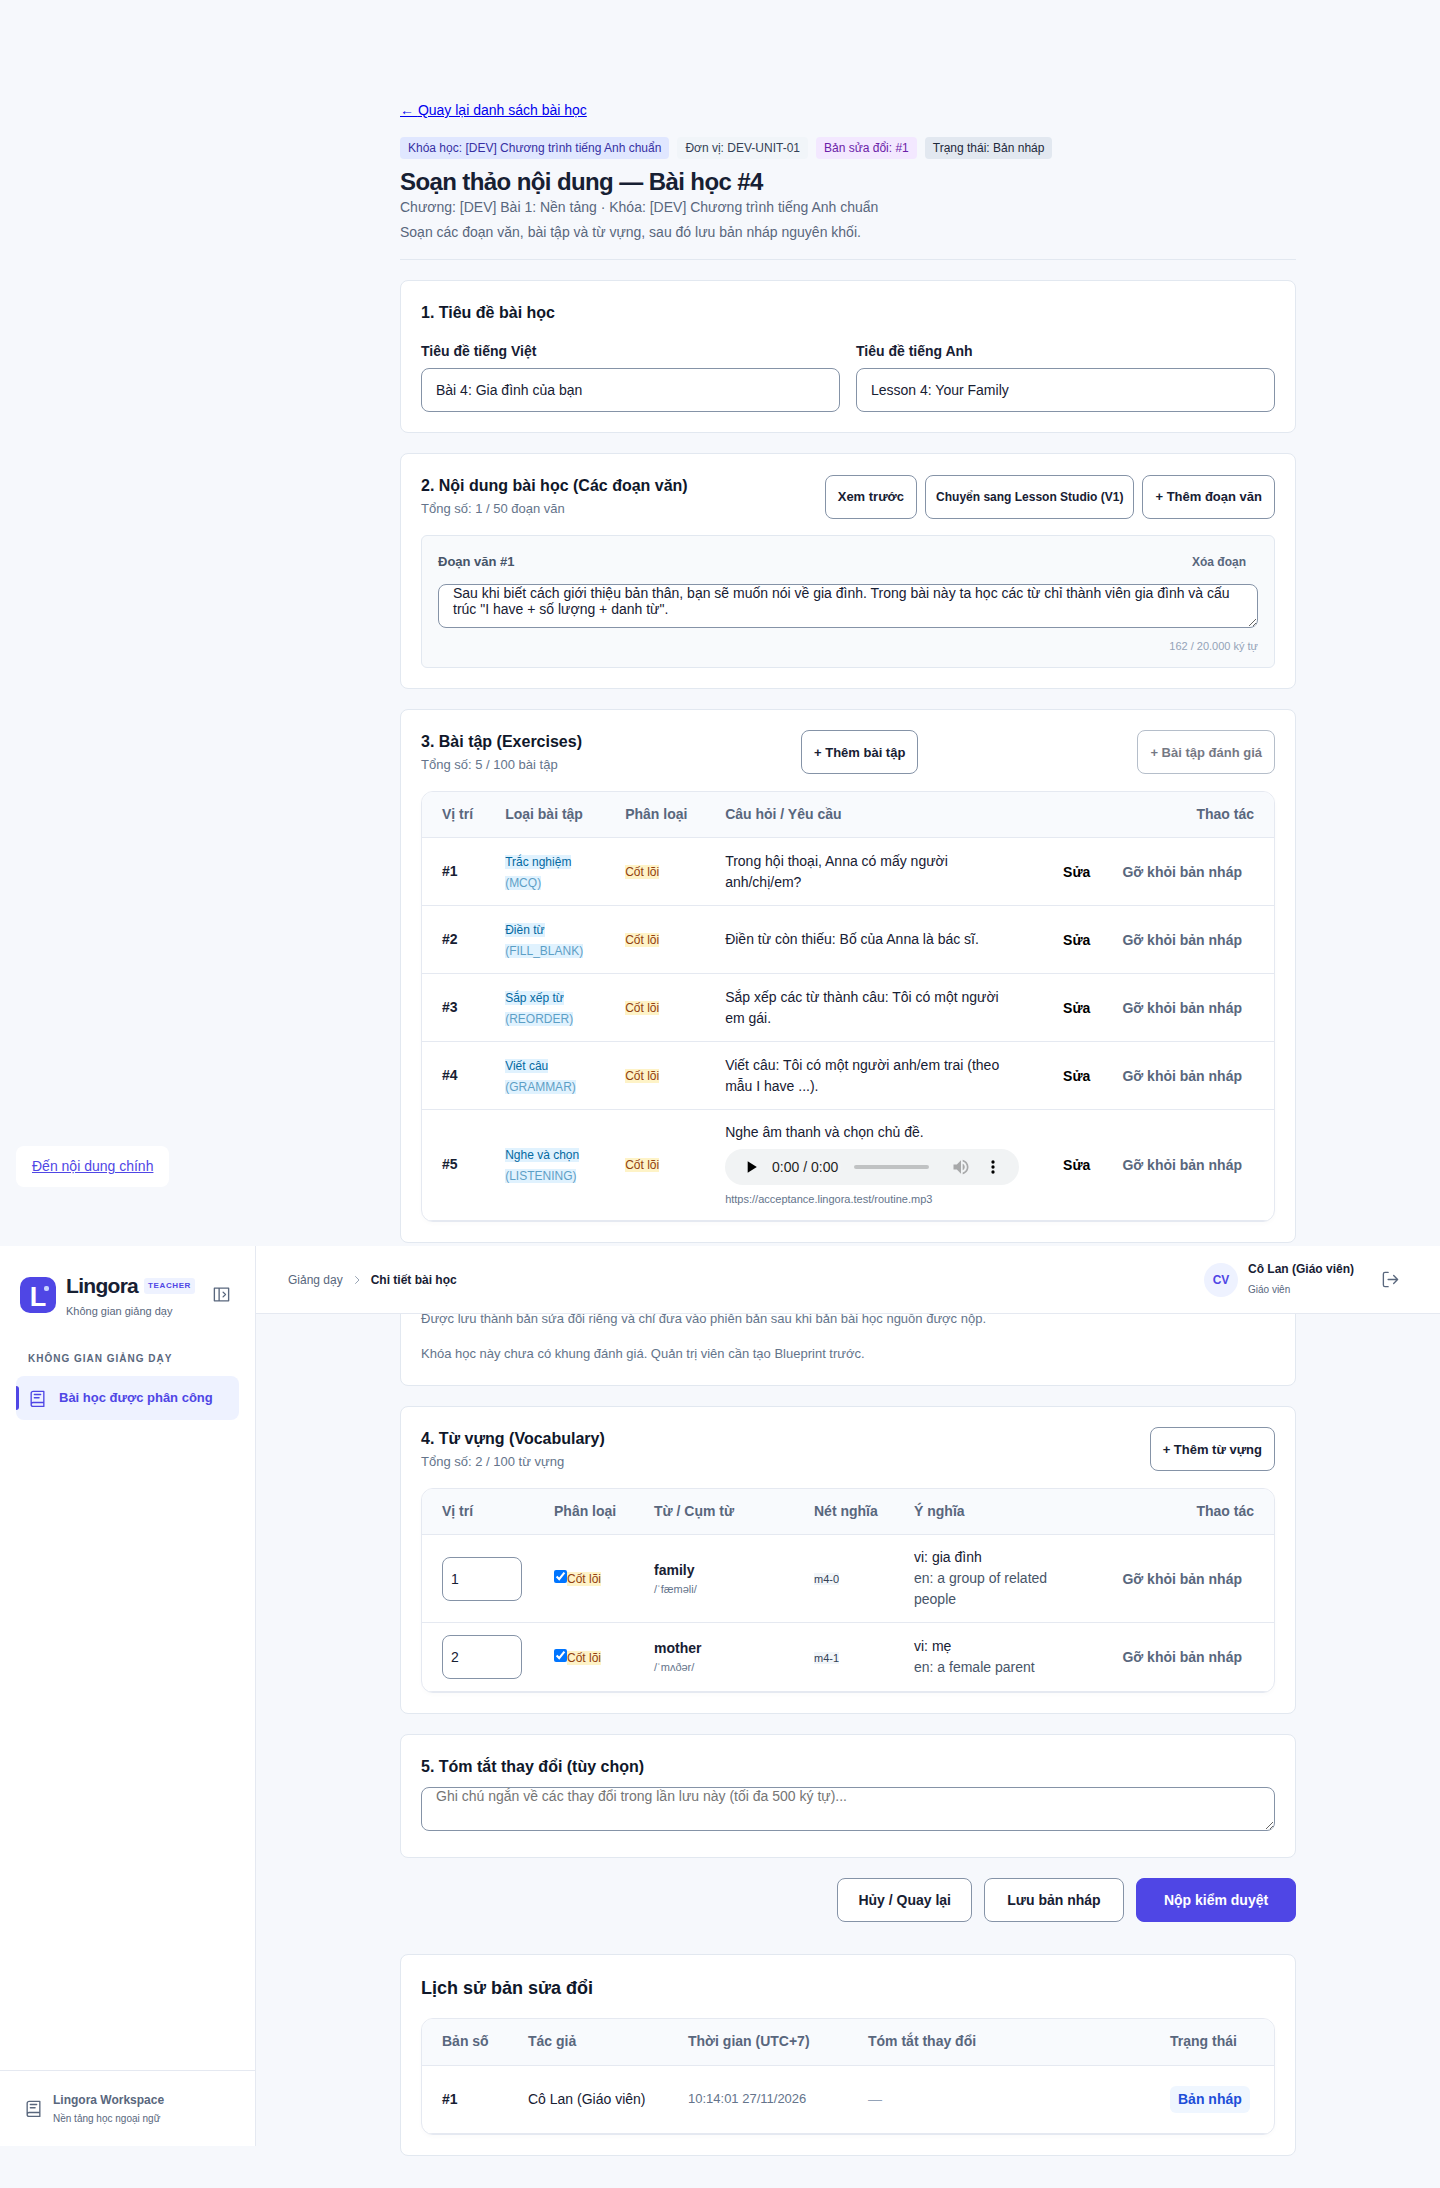 ← Quay lại danh sách bài học
Khóa học: [DEV] Chương trình tiếng Anh chuẩn
Đơn vị: DEV-UNIT-01
Bản sửa đổi: #1
Trạng thái: Bản nháp
Soạn thảo nội dung — Bài học #4
Chương: [DEV] Bài 1: Nền tảng · Khóa: [DEV] Chương trình tiếng Anh chuẩn
Soạn các đoạn văn, bài tập và từ vựng, sau đó lưu bản nháp nguyên khối.
1. Tiêu đề bài học
Tiêu đề tiếng Việt
Tiêu đề tiếng Anh
Bài 4: Gia đình của bạn
Lesson 4: Your Family
2. Nội dung bài học (Các đoạn văn)
Tổng số: 1 / 50 đoạn văn
Xem trước
Chuyển sang Lesson Studio (V1)
+ Thêm đoạn văn
Đoạn văn #1
Xóa đoạn
Sau khi biết cách giới thiệu bản thân, bạn sẽ muốn nói về gia đình. Trong bài này ta học các từ chỉ thành viên gia đình và cấu
trúc "I have + số lượng + danh từ".
162 / 20.000 ký tự
3. Bài tập (Exercises)
Tổng số: 5 / 100 bài tập
+ Thêm bài tập
+ Bài tập đánh giá
Vị trí
Loại bài tập
Phân loại
Câu hỏi / Yêu cầu
Thao tác
#1
Trắc nghiệm
(MCQ)
Cốt lõi
Trong hội thoại, Anna có mấy người
anh/chị/em?
Sửa
Gỡ khỏi bản nháp
#2
Điền từ
(FILL_BLANK)
Cốt lõi
Điền từ còn thiếu: Bố của Anna là bác sĩ.
Sửa
Gỡ khỏi bản nháp
#3
Sắp xếp từ
(REORDER)
Cốt lõi
Sắp xếp các từ thành câu: Tôi có một người
em gái.
Sửa
Gỡ khỏi bản nháp
#4
Viết câu
(GRAMMAR)
Cốt lõi
Viết câu: Tôi có một người anh/em trai (theo
mẫu I have ...).
Sửa
Gỡ khỏi bản nháp
#5
Nghe và chọn
(LISTENING)
Cốt lõi
Nghe âm thanh và chọn chủ đề.
0:00 / 0:00
https://acceptance.lingora.test/routine.mp3
Sửa
Gỡ khỏi bản nháp
Đến nội dung chính
Lingora
TEACHER
Không gian giảng dạy
KHÔNG GIAN GIẢNG DẠY
Bài học được phân công
Giảng dạy
Chi tiết bài học
CV
Cô Lan (Giáo viên)
Giáo viên
Được lưu thành bản sửa đổi riêng và chỉ đưa vào phiên bản sau khi bản bài học nguồn được nộp.
Khóa học này chưa có khung đánh giá. Quản trị viên cần tạo Blueprint trước.
4. Từ vựng (Vocabulary)
Tổng số: 2 / 100 từ vựng
+ Thêm từ vựng
Vị trí
Phân loại
Từ / Cụm từ
Nét nghĩa
Ý nghĩa
Thao tác
1
Cốt lõi
family
/ˈfæməli/
m4-0
vi: gia đình
en: a group of related
people
Gỡ khỏi bản nháp
2
Cốt lõi
mother
/ˈmʌðər/
m4-1
vi: mẹ
en: a female parent
Gỡ khỏi bản nháp
5. Tóm tắt thay đổi (tùy chọn)
Ghi chú ngắn về các thay đổi trong lần lưu này (tối đa 500 ký tự)...
Hủy / Quay lại
Lưu bản nháp
Nộp kiểm duyệt
Lịch sử bản sửa đổi
Bản số
Tác giả
Thời gian (UTC+7)
Tóm tắt thay đổi
Trạng thái
#1
Cô Lan (Giáo viên)
10:14:01 27/11/2026
—
Bản nháp
Lingora Workspace
Nền tảng học ngoại ngữ